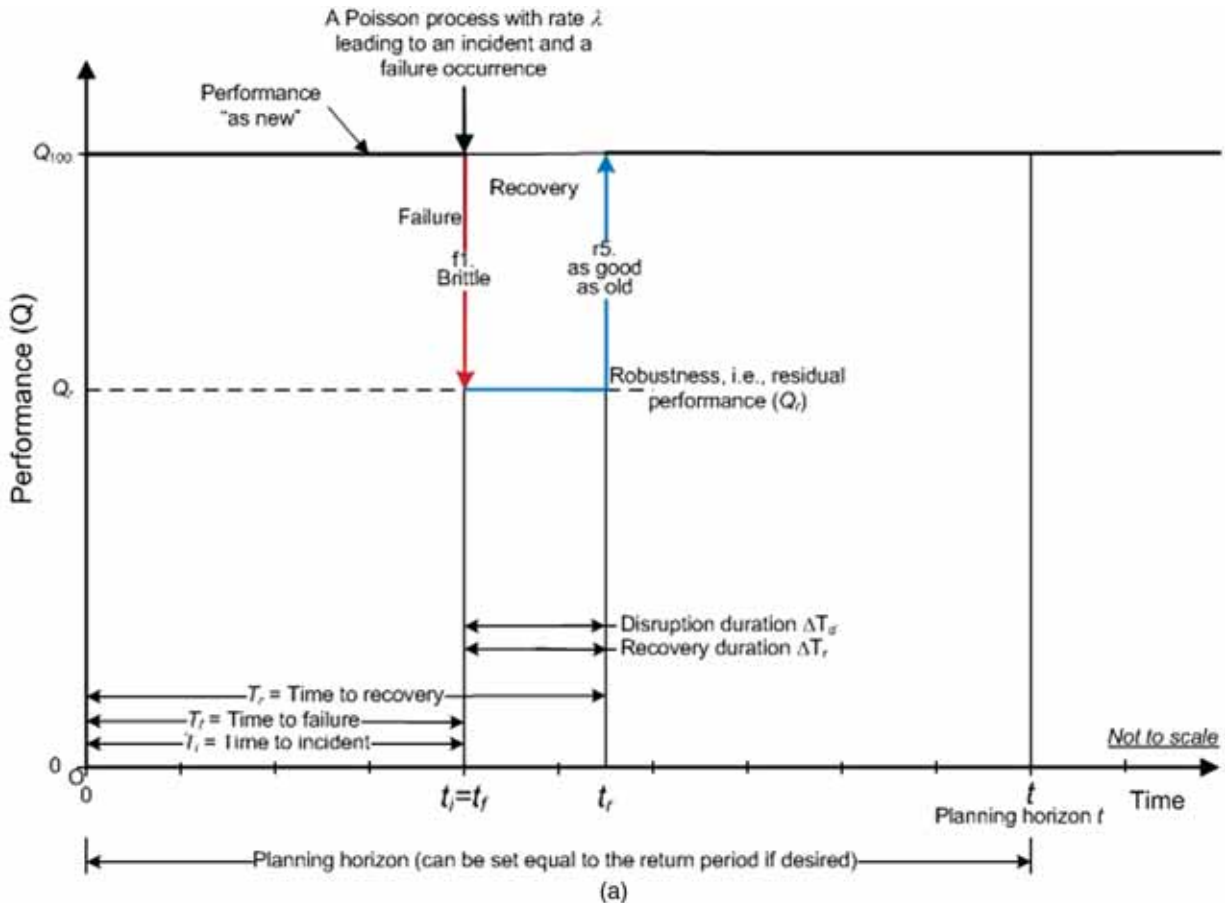 A Poisson process with rate λ
leading to an incident and a
failure occurrence
Performance
"as new"
Q100
Recovery
Failure
f1.
Brittle
r5.
as good
as old
Performance (Q)
Qr
Robustness, i.e., residual
performance (Qr)
Disruption duration ΔTd
Recovery duration ΔTr
Tr = Time to recovery
Tf = Time to failure
Ti = Time to incident
Not to scale
0
0
0
ti=tf
tr
t
Time
Planning horizon t
Planning horizon (can be set equal to the return period if desired)
(a)